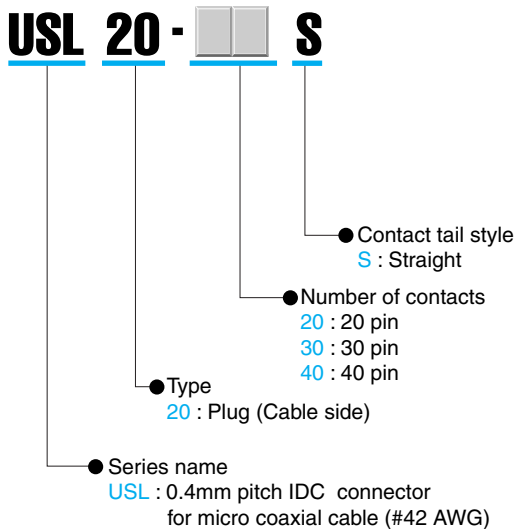 USL 20 - S
Contact tail style
S : Straight
Number of contacts
20 : 20 pin
30 : 30 pin
40 : 40 pin
Type
20 : Plug (Cable side)
Series name
USL : 0.4mm pitch IDC connector
for micro coaxial cable (#42 AWG)